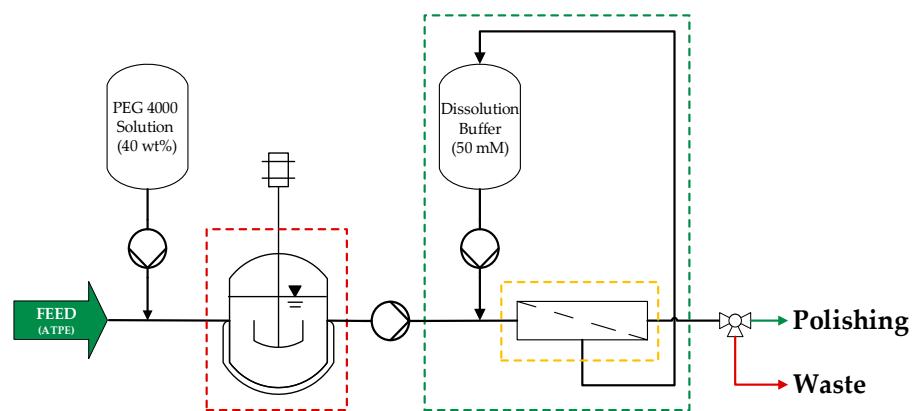 PEG 4000
Solution
(40 wt%)
Dissolution
Buffer
(50 mM)
FEED
(ATPE)
Polishing
Waste